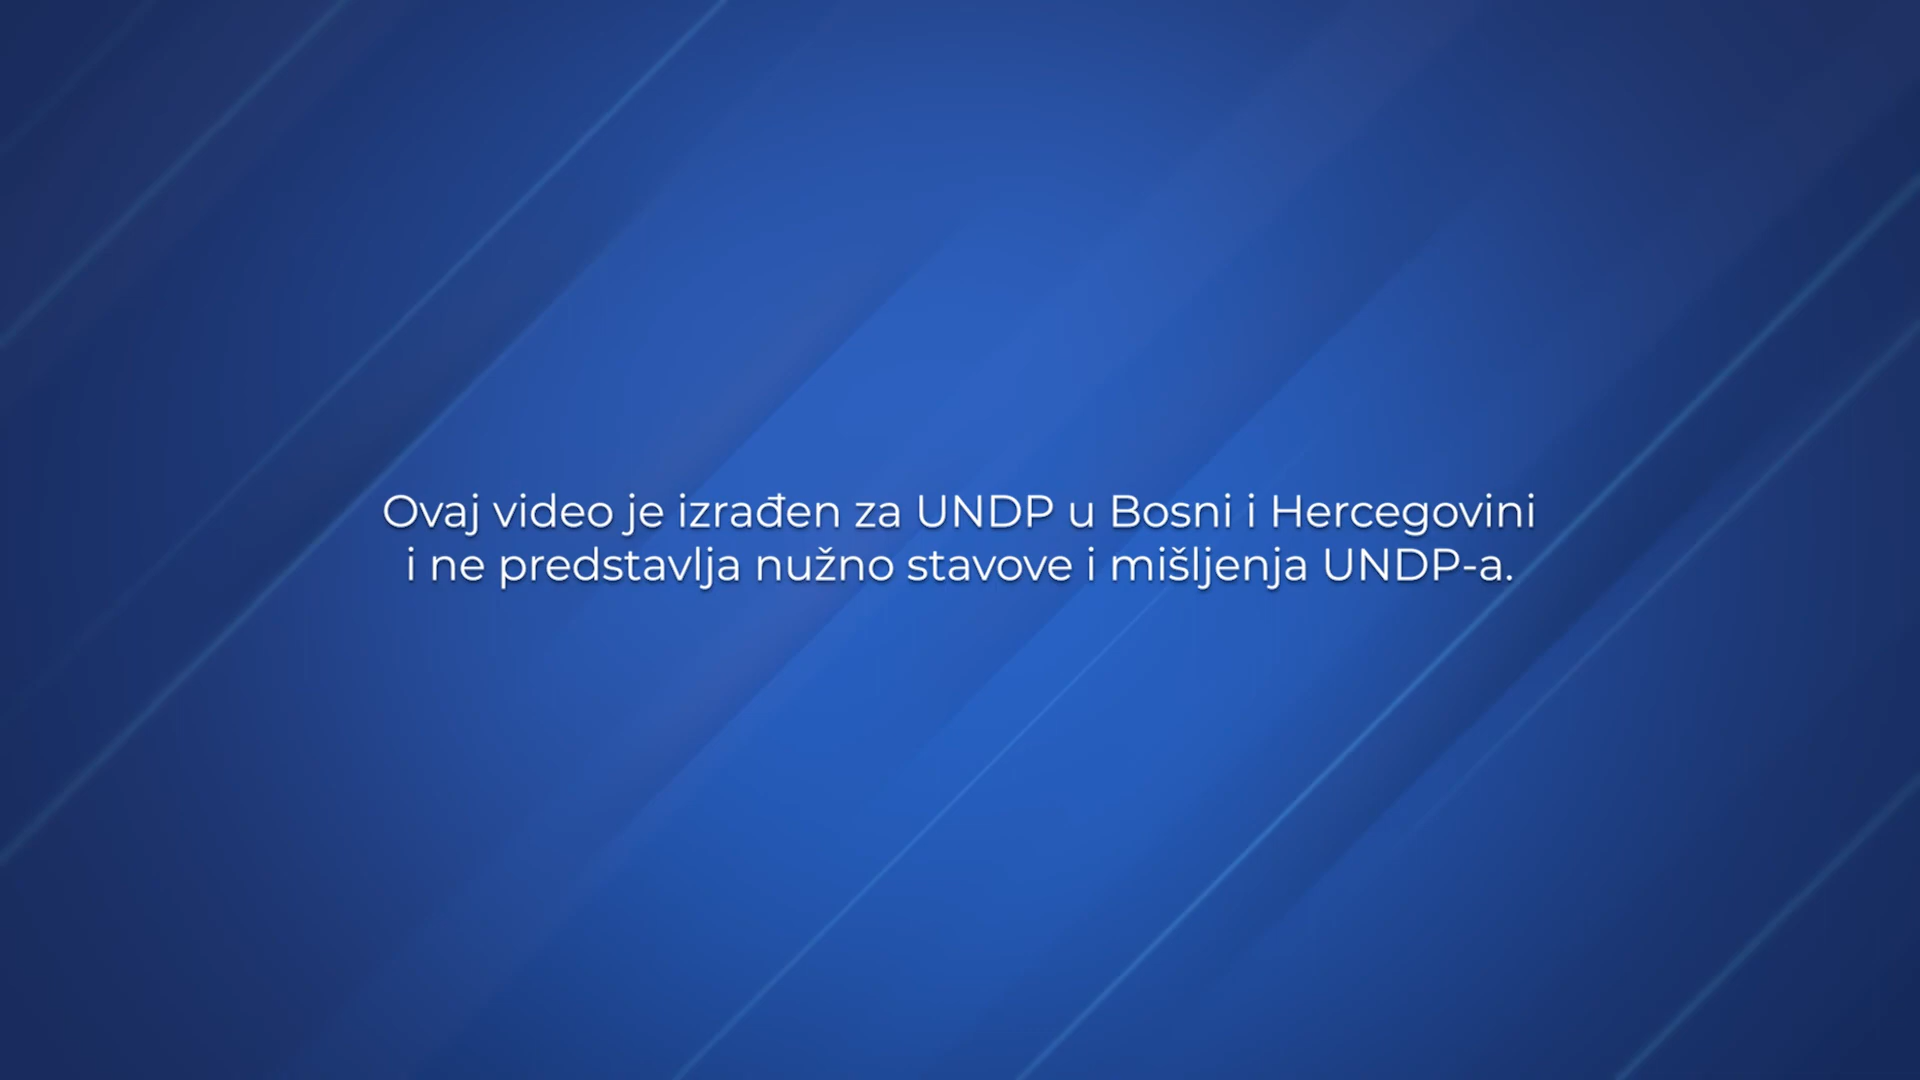 Ovaj video je izrađen za UNDP u Bosni i Hercegovini
i ne predstavlja nužno stavove i mišljenja UNDP-a.